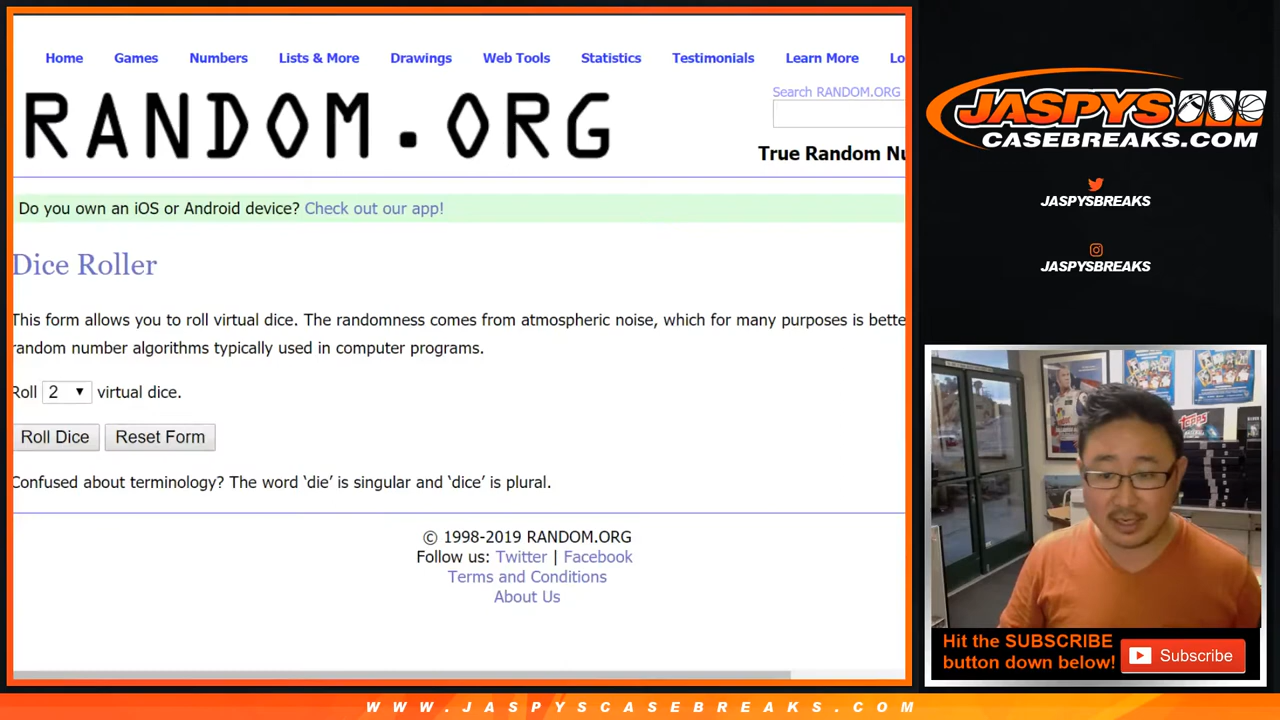 Home Games Numbers Lists & More Drawings Web Tools Statistics Testimonials Learn More Lo
RANDOM.ORG
Search RANDOM.ORG
True Random Nu
Do you own an iOS or Android device? Check out our app!
Dice Roller
This form allows you to roll virtual dice. The randomness comes from atmospheric noise, which for many purposes is bette
random number algorithms typically used in computer programs.
Roll 2 virtual dice.
Roll Dice Reset Form
Confused about terminology? The word ‘die’ is singular and ‘dice’ is plural.
© 1998-2019 RANDOM.ORG
Follow us: Twitter | Facebook
Terms and Conditions
About Us
JASPYS
CASEBREAKS.COM
JASPYSBREAKS
JASPYSBREAKS
TOPPS
Hit the SUBSCRIBE
button down below!
Subscribe
WWW.JASPYSCASEBREAKS.COM